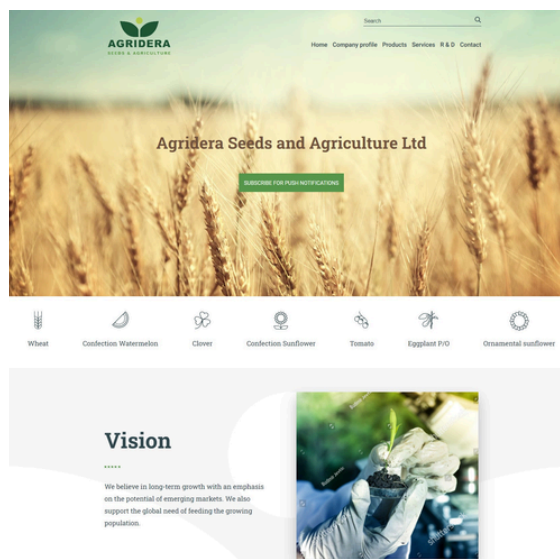 Search
AGRIDERA
SEEDS & AGRICULTURE
Home Company profile Products Services R & D Contact
Agridera Seeds and Agriculture Ltd
SUBSCRIBE FOR PUSH NOTIFICATIONS
Wheat Confection Watermelon Clover Confection Sunflower Tomato Eggplant P/O Ornamental sunflower
Vision
We believe in long-term growth with an emphasis
on the potential of emerging markets. We also
support the global need of feeding the growing
population.